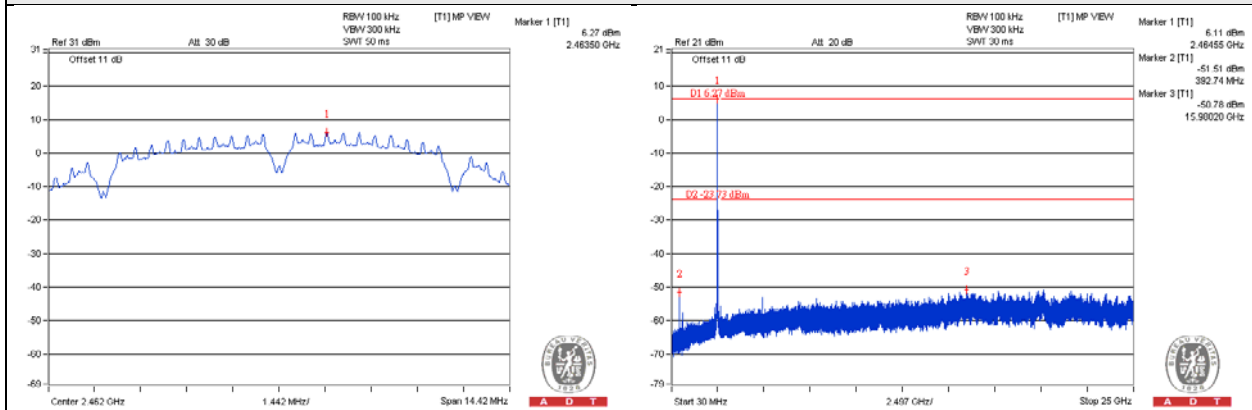 RBW 100 kHz [T1] MP VIEW
VBW 300 kHz
Ref 31 dBm Att 30 dB SWT 50 ms
Marker 1 [T1]
6.27 dBm
2.46350 GHz
31
Offset 11 dB
20
10
0
-10
-20
-30
-40
-50
-60
-69
1
Center 2.462 GHz 1.442 MHz/ Span 14.42 MHz
BUREAU VERITAS
1828
A D T
RBW 100 kHz [T1] MP VIEW
VBW 300 kHz
Ref 21 dBm Att 20 dB SWT 30 ms
Marker 1 [T1]
6.11 dBm
2.46455 GHz
Marker 2 [T1]
-51.51 dBm
392.74 MHz
Marker 3 [T1]
-50.78 dBm
15.98020 GHz
21
Offset 11 dB
10
0
-10
-20
-30
-40
-50
-60
-70
-79
1
D1 6.27 dBm
D2 -23.73 dBm
2
3
Start 30 MHz 2.497 GHz/ Stop 25 GHz
BUREAU VERITAS
1828
A D T